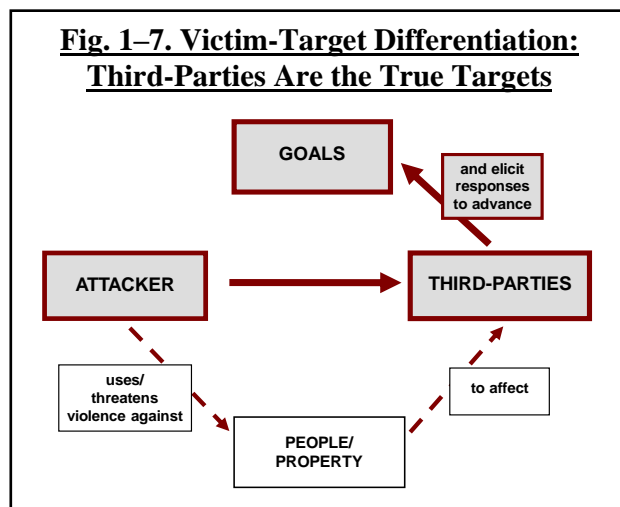 Fig. 1–7. Victim-Target Differentiation:
Third-Parties Are the True Targets
GOALS
and elicit
responses
to advance
ATTACKER
THIRD-PARTIES
uses/
threatens
violence against
to affect
PEOPLE/
PROPERTY